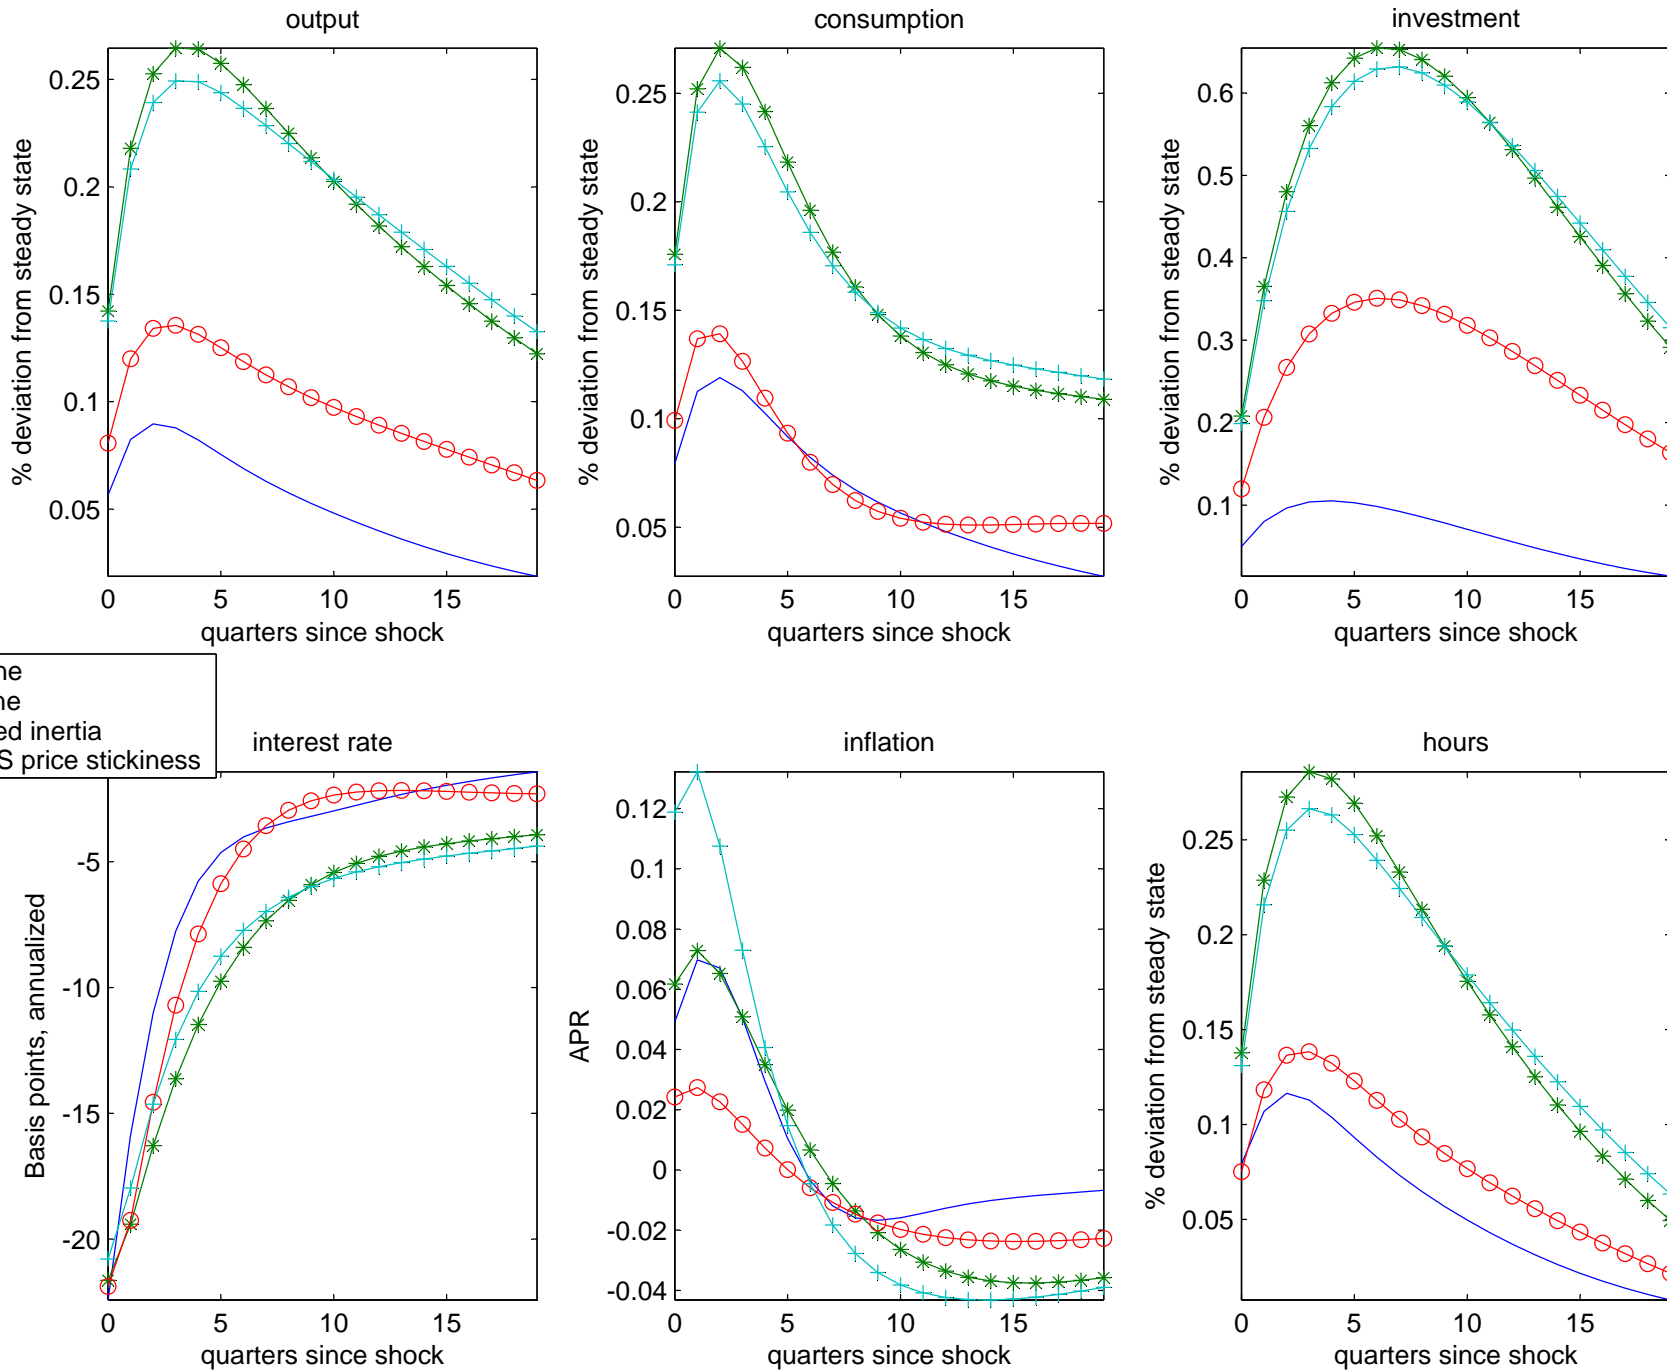 output
consumption
investment
% deviation from steady state
0.25
0.2
0.15
0.1
0.05
0
5
10
15
quarters since shock
% deviation from steady state
0.25
0.2
0.15
0.1
0.05
0
5
10
15
quarters since shock
% deviation from steady state
0.6
0.5
0.4
0.3
0.2
0.1
0
5
10
15
quarters since shock
ne
ne
ed inertia
S price stickiness
interest rate
inflation
hours
Basis points, annualized
-5
-10
-15
-20
0
5
10
15
quarters since shock
APR
0.12
0.1
0.08
0.06
0.04
0.02
0
-0.02
-0.04
0
5
10
15
quarters since shock
% deviation from steady state
0.25
0.2
0.15
0.1
0.05
0
5
10
15
quarters since shock